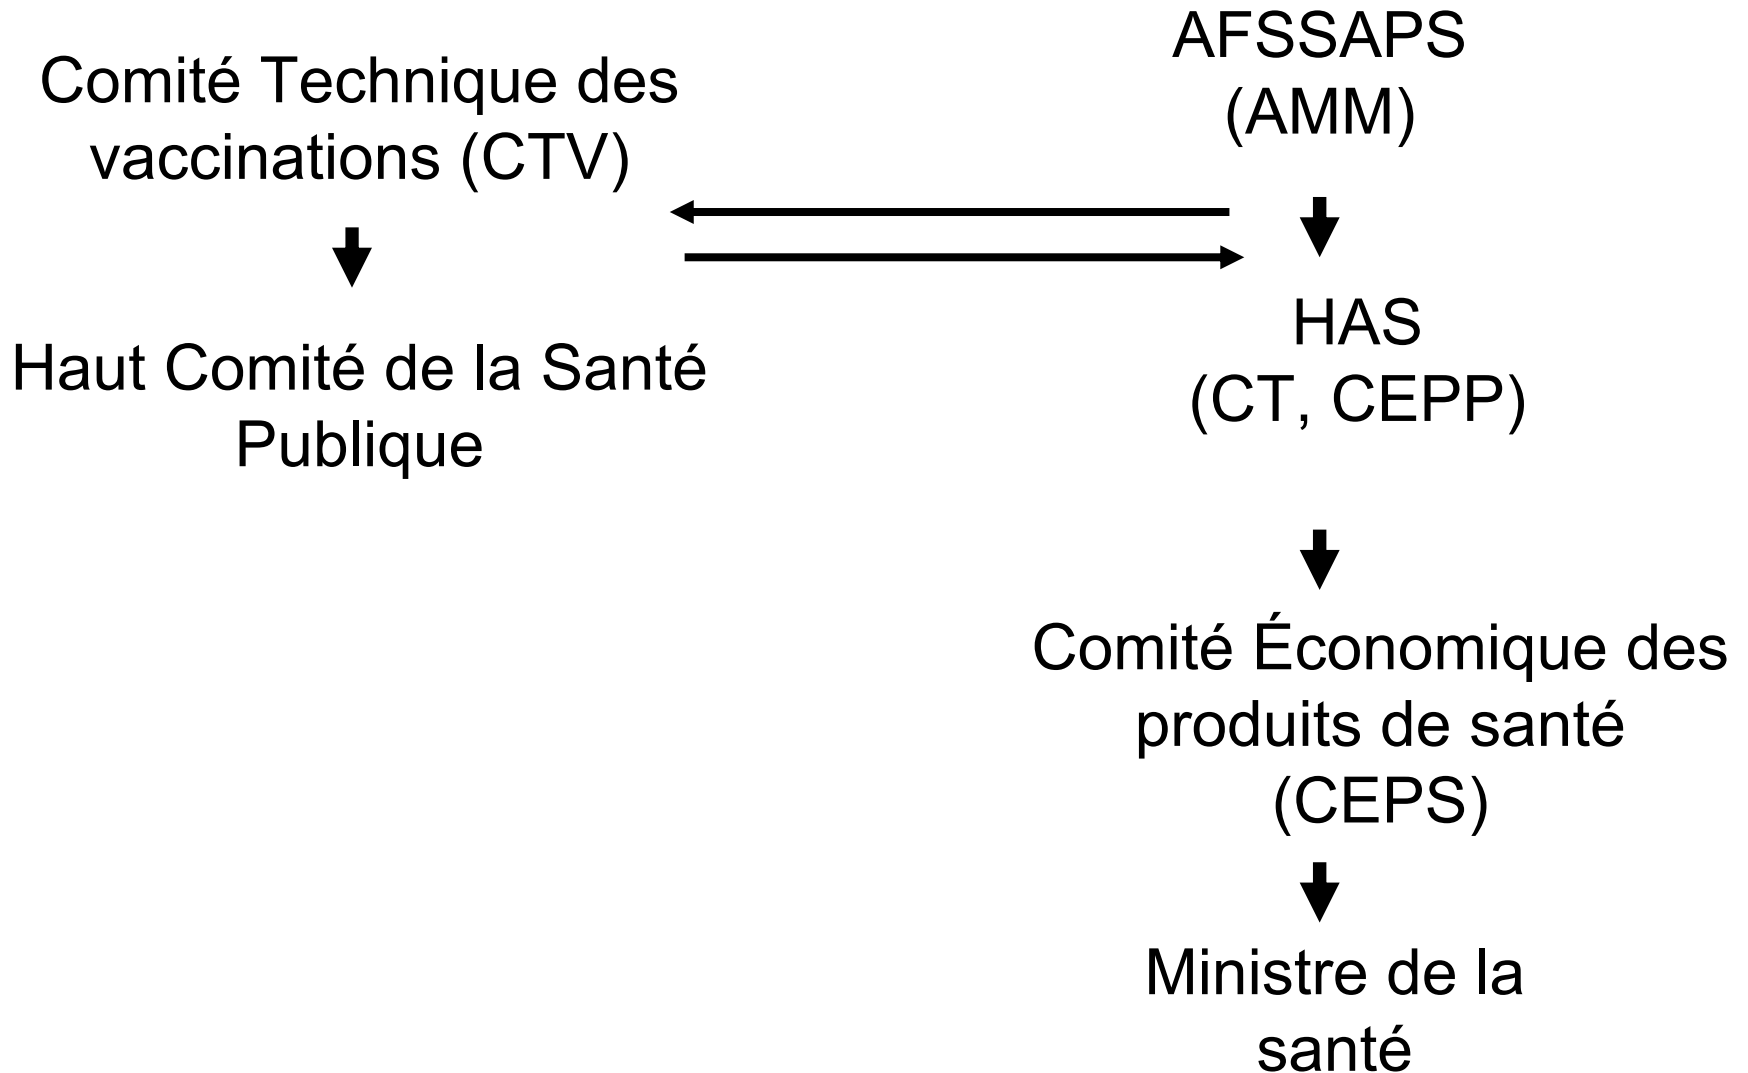 Comité Technique des
vaccinations (CTV)
Haut Comité de la Santé
Publique
AFSSAPS
(AMM)
HAS
(CT, CEPP)
Comité Économique des
produits de santé
(CEPS)
Ministre de la
santé